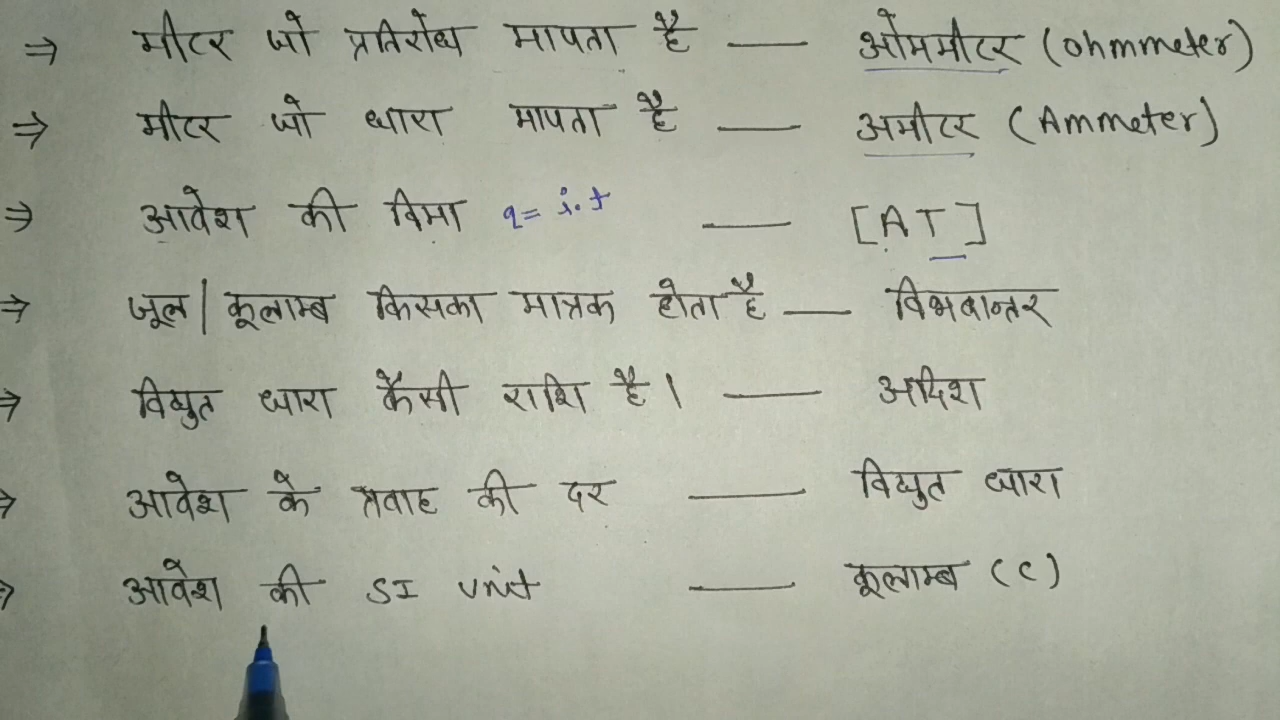 ⇒ मीटर जो प्रतिरोध मापता है — ओममीटर (ohmmeter)
⇒ मीटर जो धारा मापता है — अमीटर (Ammeter)
⇒ आवेश की विमा q= i.t — [AT]
⇒ जूल/कूलाम्ब किसका मात्रक होता है — विभवान्तर
⇒ विद्युत धारा कैसी राशि है। — अदिश
⇒ आवेश के प्रवाह की दर — विद्युत धारा
⇒ आवेश की SI unit — कूलाम्ब (C)